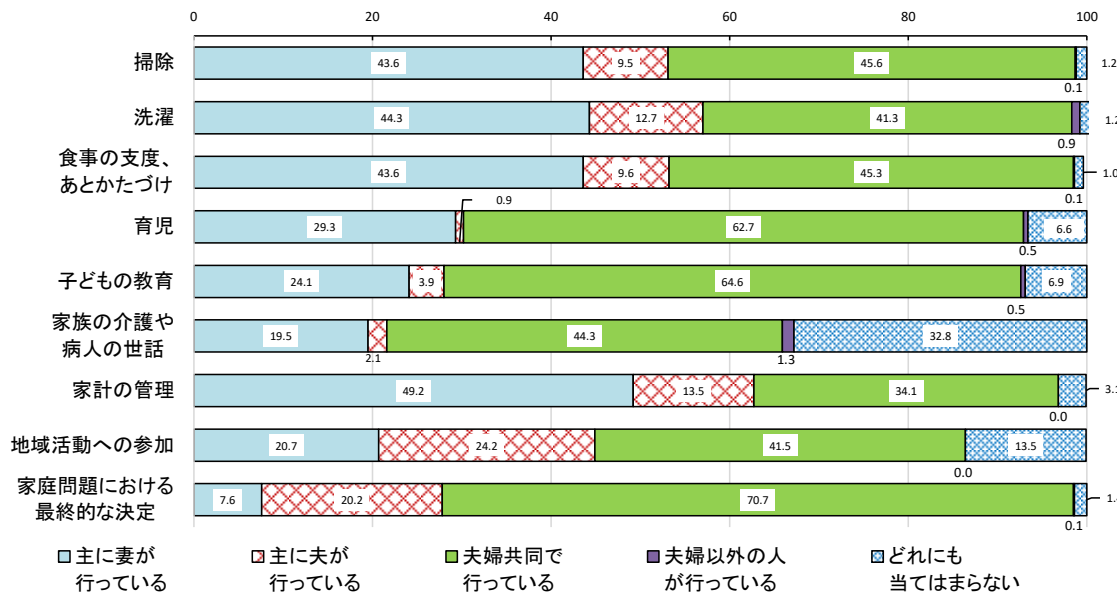 0 20 40 60 80 100
掃除 43.6 9.5 45.6 1.2
0.1
洗濯 44.3 12.7 41.3 1.2
0.9
食事の支度、
あとかたづけ 43.6 9.6 45.3 1.0
0.1
0.9
育児 29.3 62.7 6.6
0.5
子どもの教育 24.1 3.9 64.6 6.9
0.5
家族の介護や
病人の世話 19.5 44.3 32.8
2.1 1.3
家計の管理 49.2 13.5 34.1
0.0
地域活動への参加 20.7 24.2 41.5 13.5
0.0
家庭問題における
最終的な決定 7.6 20.2 70.7
0.1
主に妻が
行っている
主に夫が
行っている
夫婦共同で
行っている
夫婦以外の人
が行っている
どれにも
当てはまらない